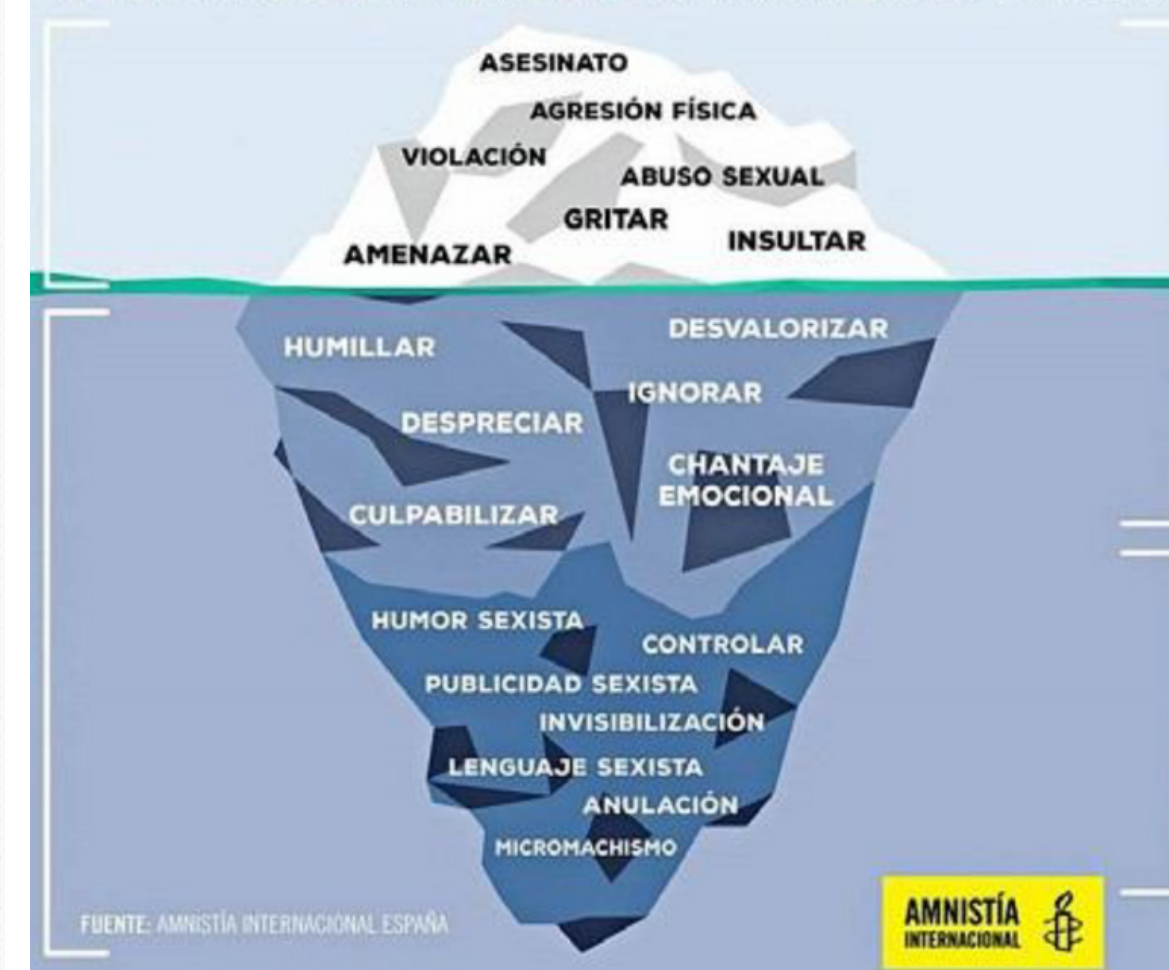 ASESINATO
AGRESIÓN FÍSICA
VIOLACIÓN
ABUSO SEXUAL
GRITAR
INSULTAR
AMENAZAR
DESVALORIZAR
HUMILLAR
IGNORAR
DESPRECIAR
CHANTAJE
EMOCIONAL
CULPABILIZAR
HUMOR SEXISTA
CONTROLAR
PUBLICIDAD SEXISTA
INVISIBILIZACIÓN
LENGUAJE SEXISTA
ANULACIÓN
MICROMACHISMO
FUENTE: AMNISTÍA INTERNACIONAL ESPAÑA
AMNISTÍA
INTERNACIONAL